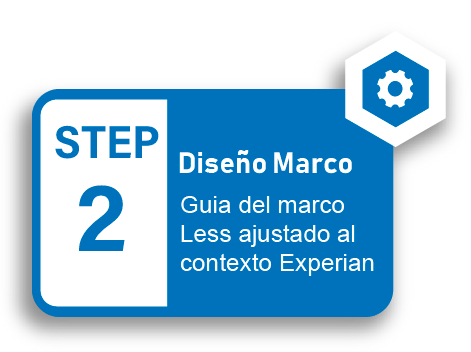 STEP
2
Diseño Marco
Guia del marco
Less ajustado al
contexto Experian